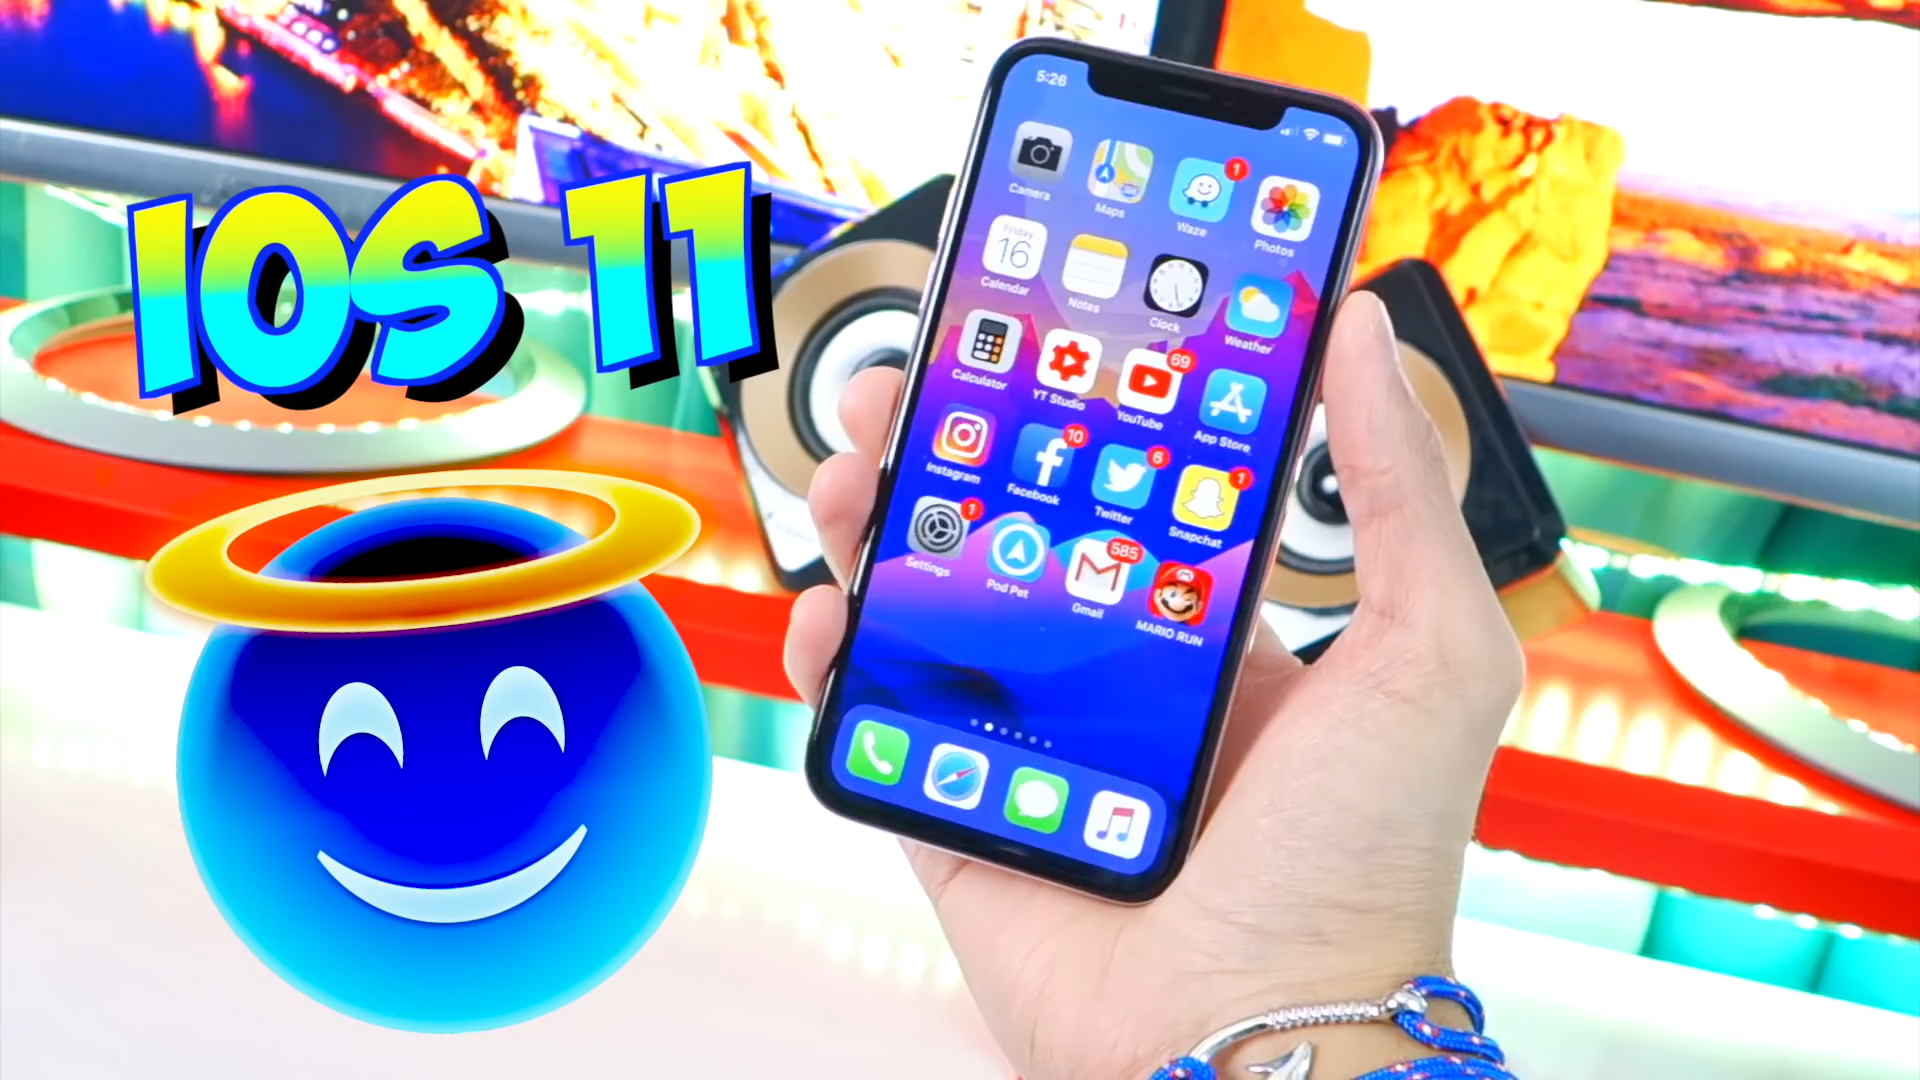 IOS 11
5:26
Camera
Maps
1
Waze
Photos
Friday
16
Calendar
Notes
Clock
Weather
Calculator
YT Studio
69
YouTube
App Store
Instagram
10
Facebook
6
Twitter
1
Snapchat
1
Settings
Pod Pet
585
Gmail
MARIO RUN